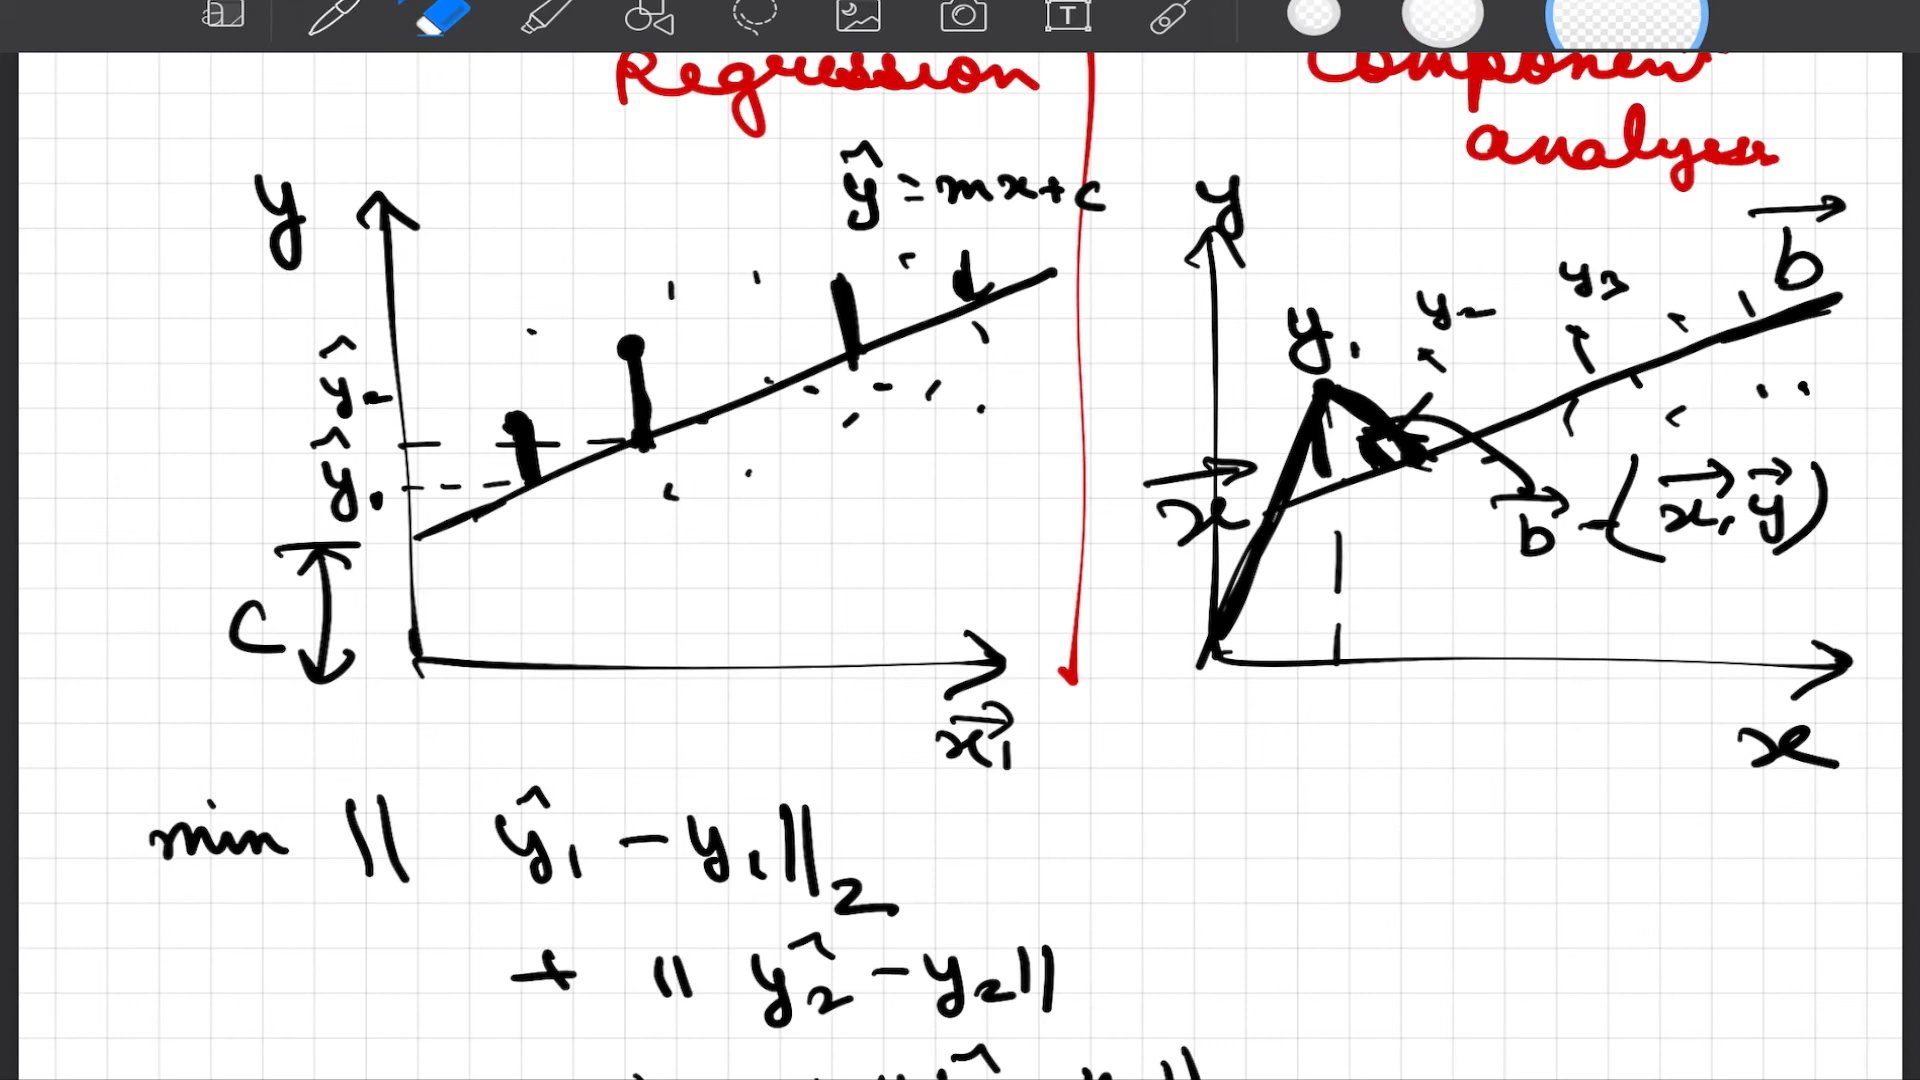 Regression
Component
analysis
y
ŷ = mx + c
y
b⃗
ŷ₂
ŷ₁
y₁
y₂
y₃
x⃗
b⃗ - (x⃗, y⃗)
c
x⃗₁
x
min || ŷ₁ - y₁ ||₂
+ || ŷ₂ - y₂ ||